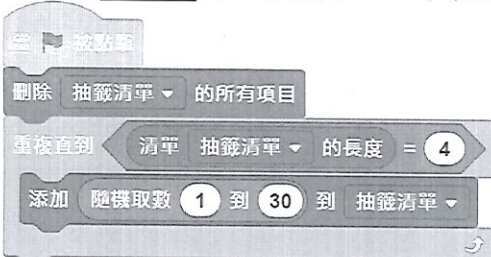 當 被點擊
刪除 抽籤清單 的所有項目
重複直到 清單 抽籤清單 的長度 = 4
添加 隨機取數 1 到 30 到 抽籤清單